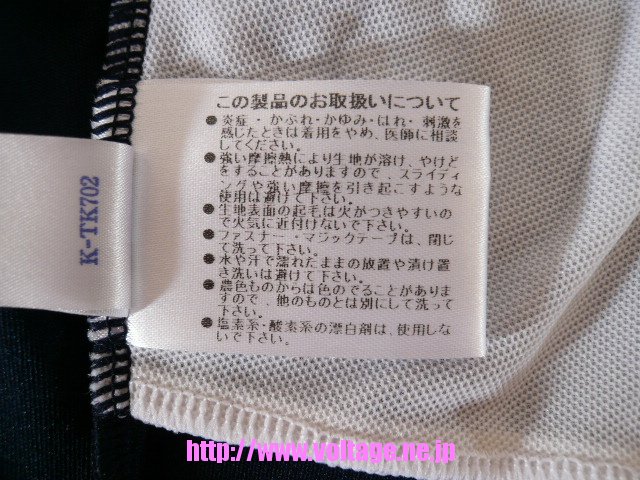 この製品のお取扱いについて
●炎症・かぶれ・かゆみ・はれ・刺激を
感じたときは着用をやめ、医師に相談
してください。
●強い摩擦熱により生地が溶け、やけど
をすることがありますので、スライディ
ングや強い摩擦を引き起こすような
使用は避けて下さい。
●生地表面の起毛は火がつきやすいの
で火気に近付けないで下さい。
●ファスナー・マジックテープは、閉じ
て洗って下さい。
●水や汗で濡れたままの放置や漬け置
き洗いは避けて下さい。
●濃色ものからは色のでることがありま
すので、他のものとは別にして洗って
下さい。
●塩素系・酸素系の漂白剤は、使用しな
いで下さい。
K-TK702
http://www.voltage.ne.jp